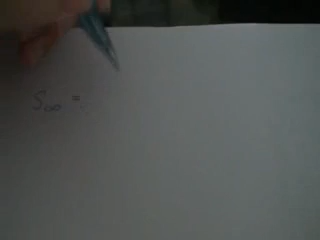 S∞ =